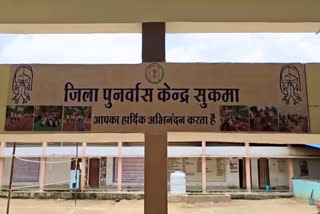 जिला पुनर्वास केन्द्र सुकमा
आपका हार्दिक अभिनंदन करता है